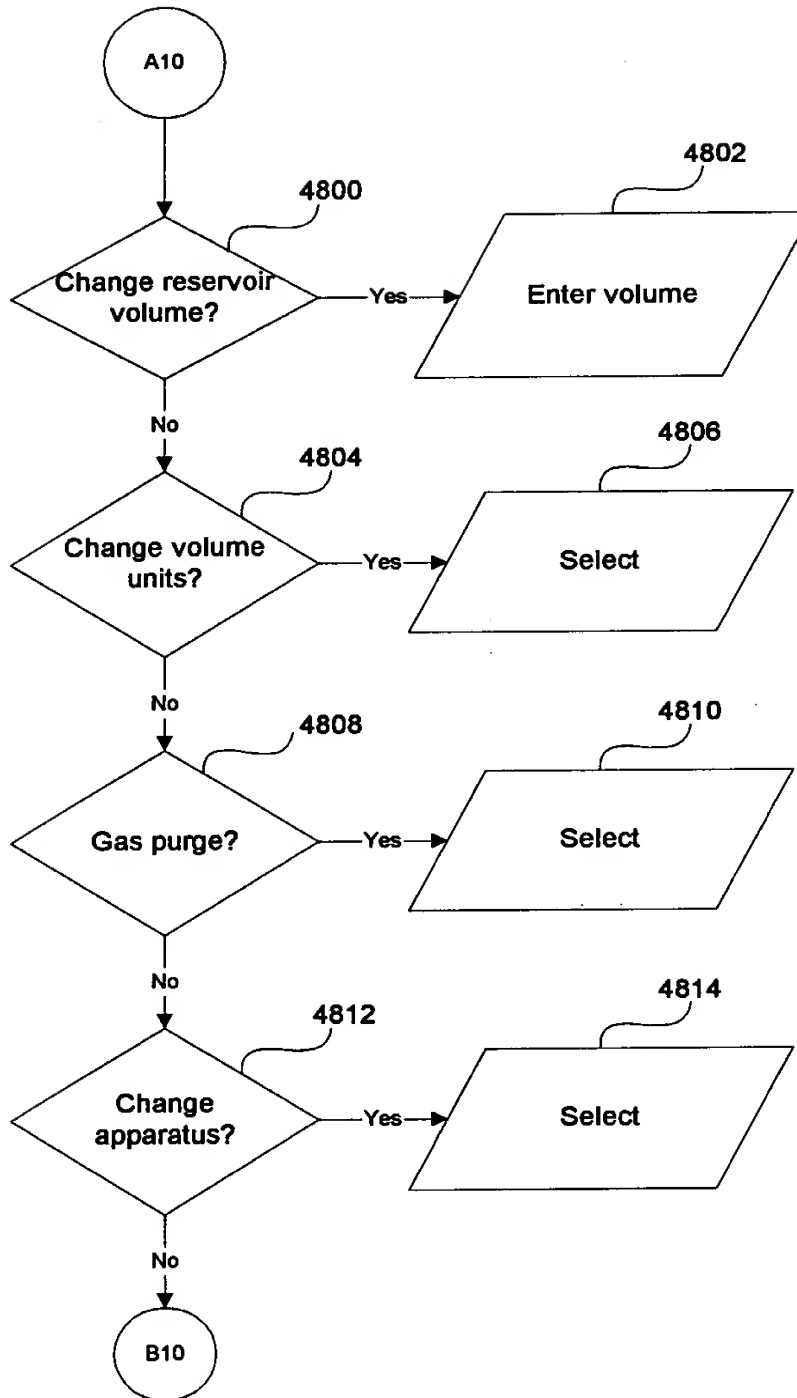 A10
4800
4802
Change reservoir
volume?
Yes
Enter volume
No
4804
4806
Change volume
units?
Yes
Select
No
4808
4810
Gas purge?
Yes
Select
No
4812
4814
Change
apparatus?
Yes
Select
No
B10